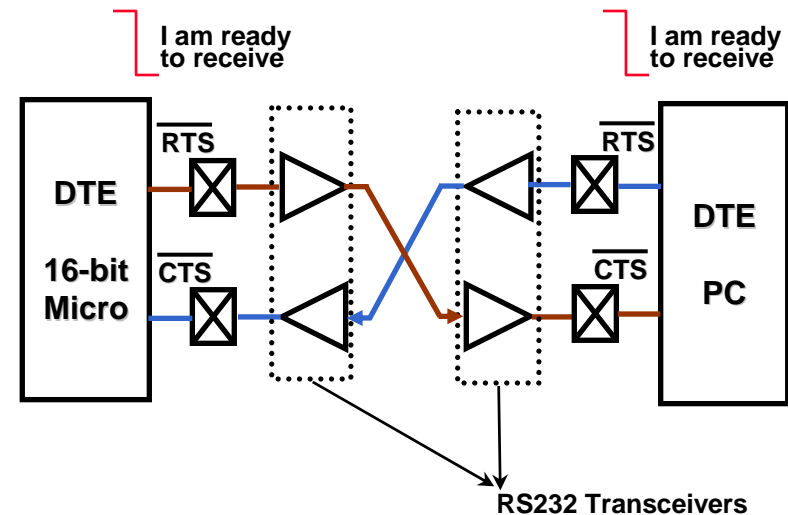 I am ready
to receive
I am ready
to receive
RTS
RTS
DTE
16-bit
Micro
CTS
CTS
DTE
PC
RS232 Transceivers